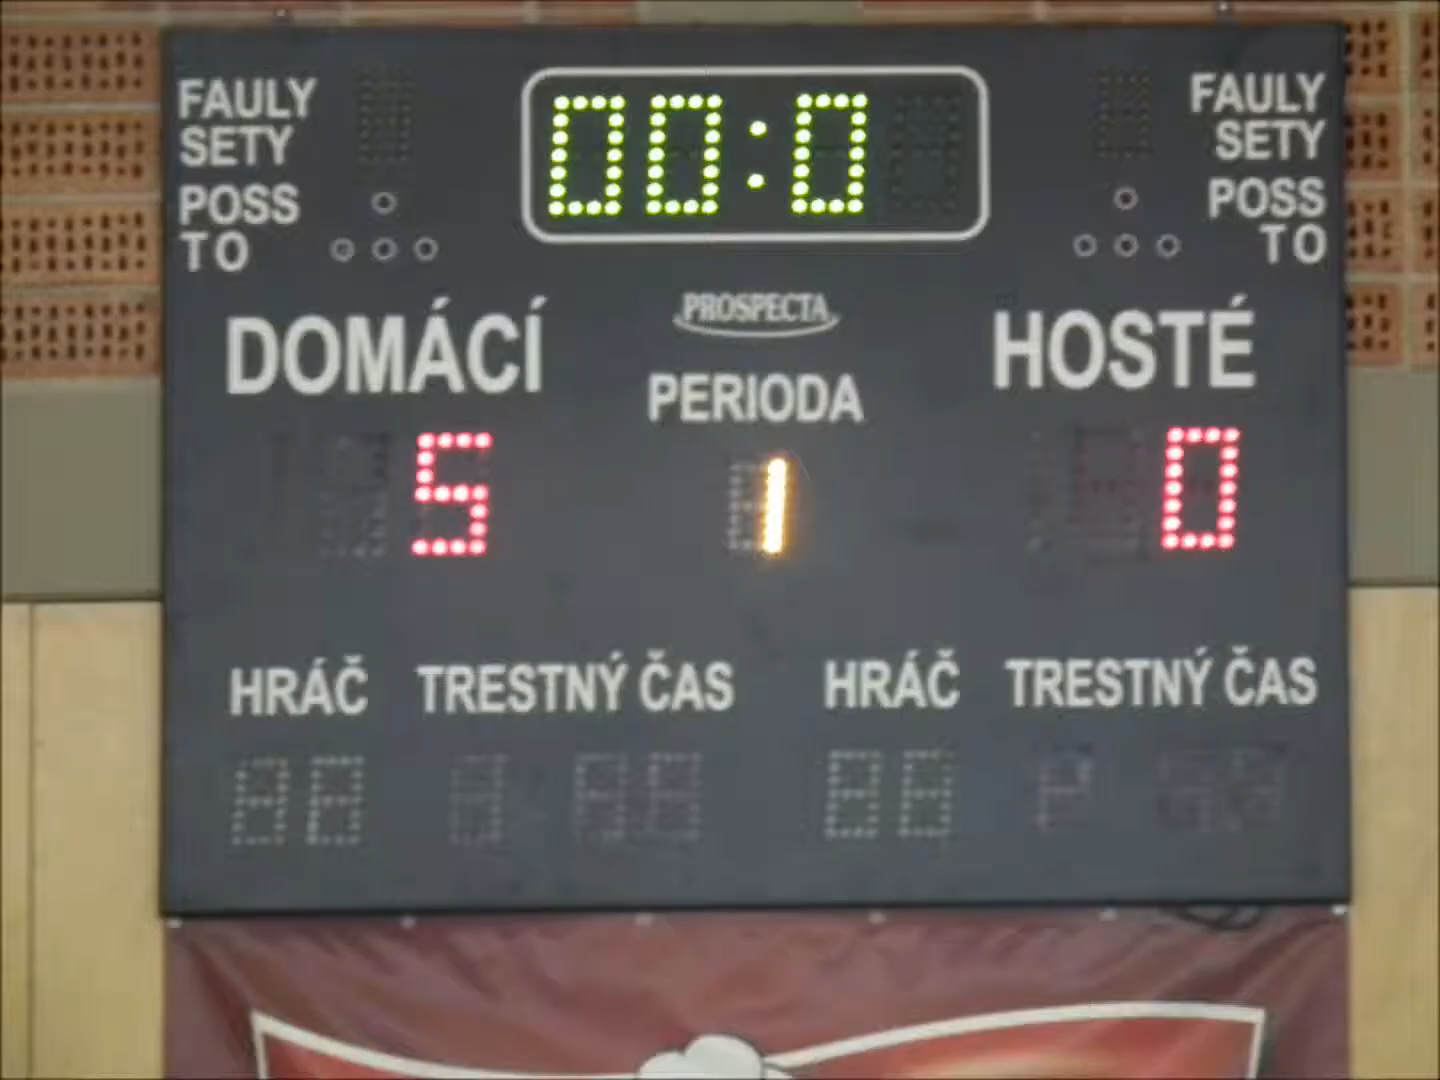 FAULY
SETY
POSS
TO
00:0
FAULY
SETY
POSS
TO
PROSPECTA
DOMÁCÍ
PERIODA
HOSTÉ
5
1
0
HRÁČ TRESTNÝ ČAS HRÁČ TRESTNÝ ČAS